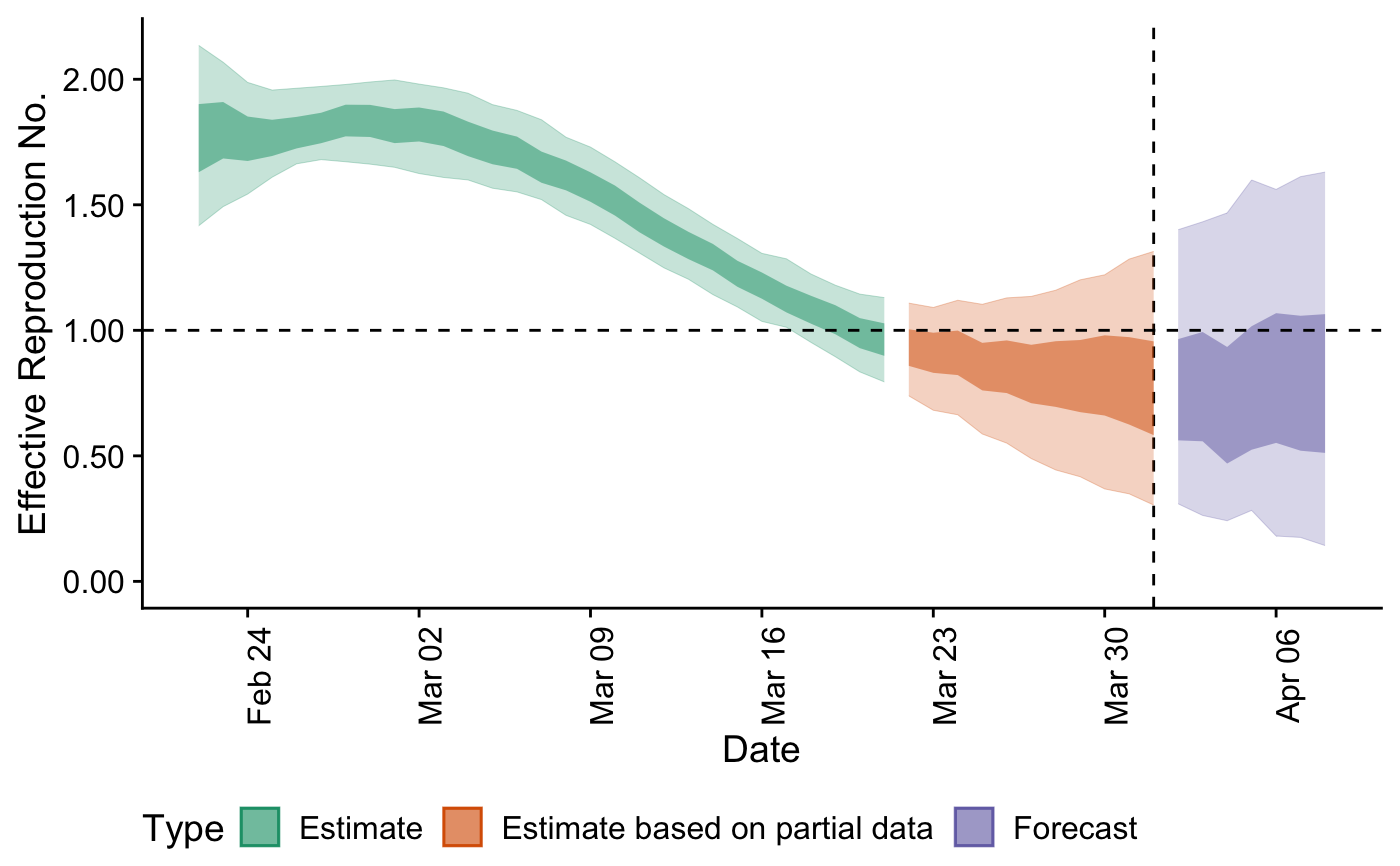 Effective Reproduction No.
2.00
1.50
1.00
0.50
0.00
Feb 24
Mar 02
Mar 09
Mar 16
Mar 23
Mar 30
Apr 06
Date
Type Estimate Estimate based on partial data Forecast